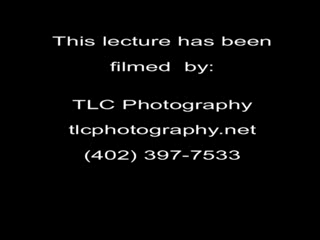 This lecture has been
filmed by:
TLC Photography
tlcphotography.net
(402) 397-7533